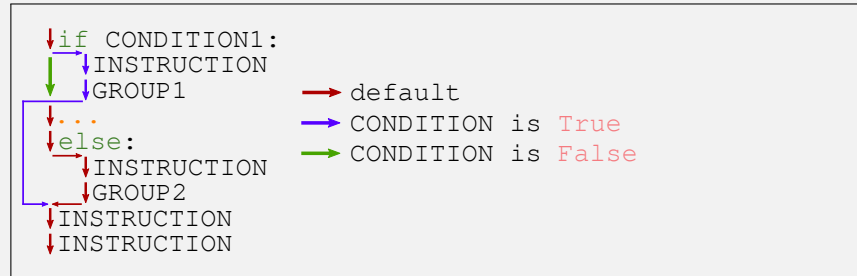 if CONDITION1:
INSTRUCTION
GROUP1
...
else:
INSTRUCTION
GROUP2
INSTRUCTION
INSTRUCTION
default
CONDITION is True
CONDITION is False